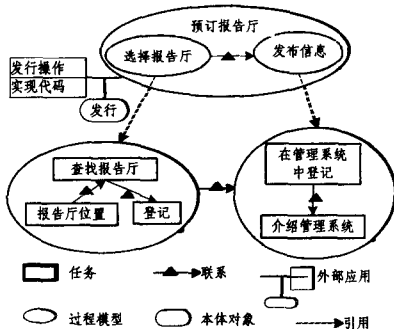 预订报告厅
选择报告厅
发布信息
发行操作
实现代码
发行
查找报告厅
报告厅位置
登记
在管理系统
中登记
介绍管理系统
任务
联系
外部应用
过程模型
本体对象
引用